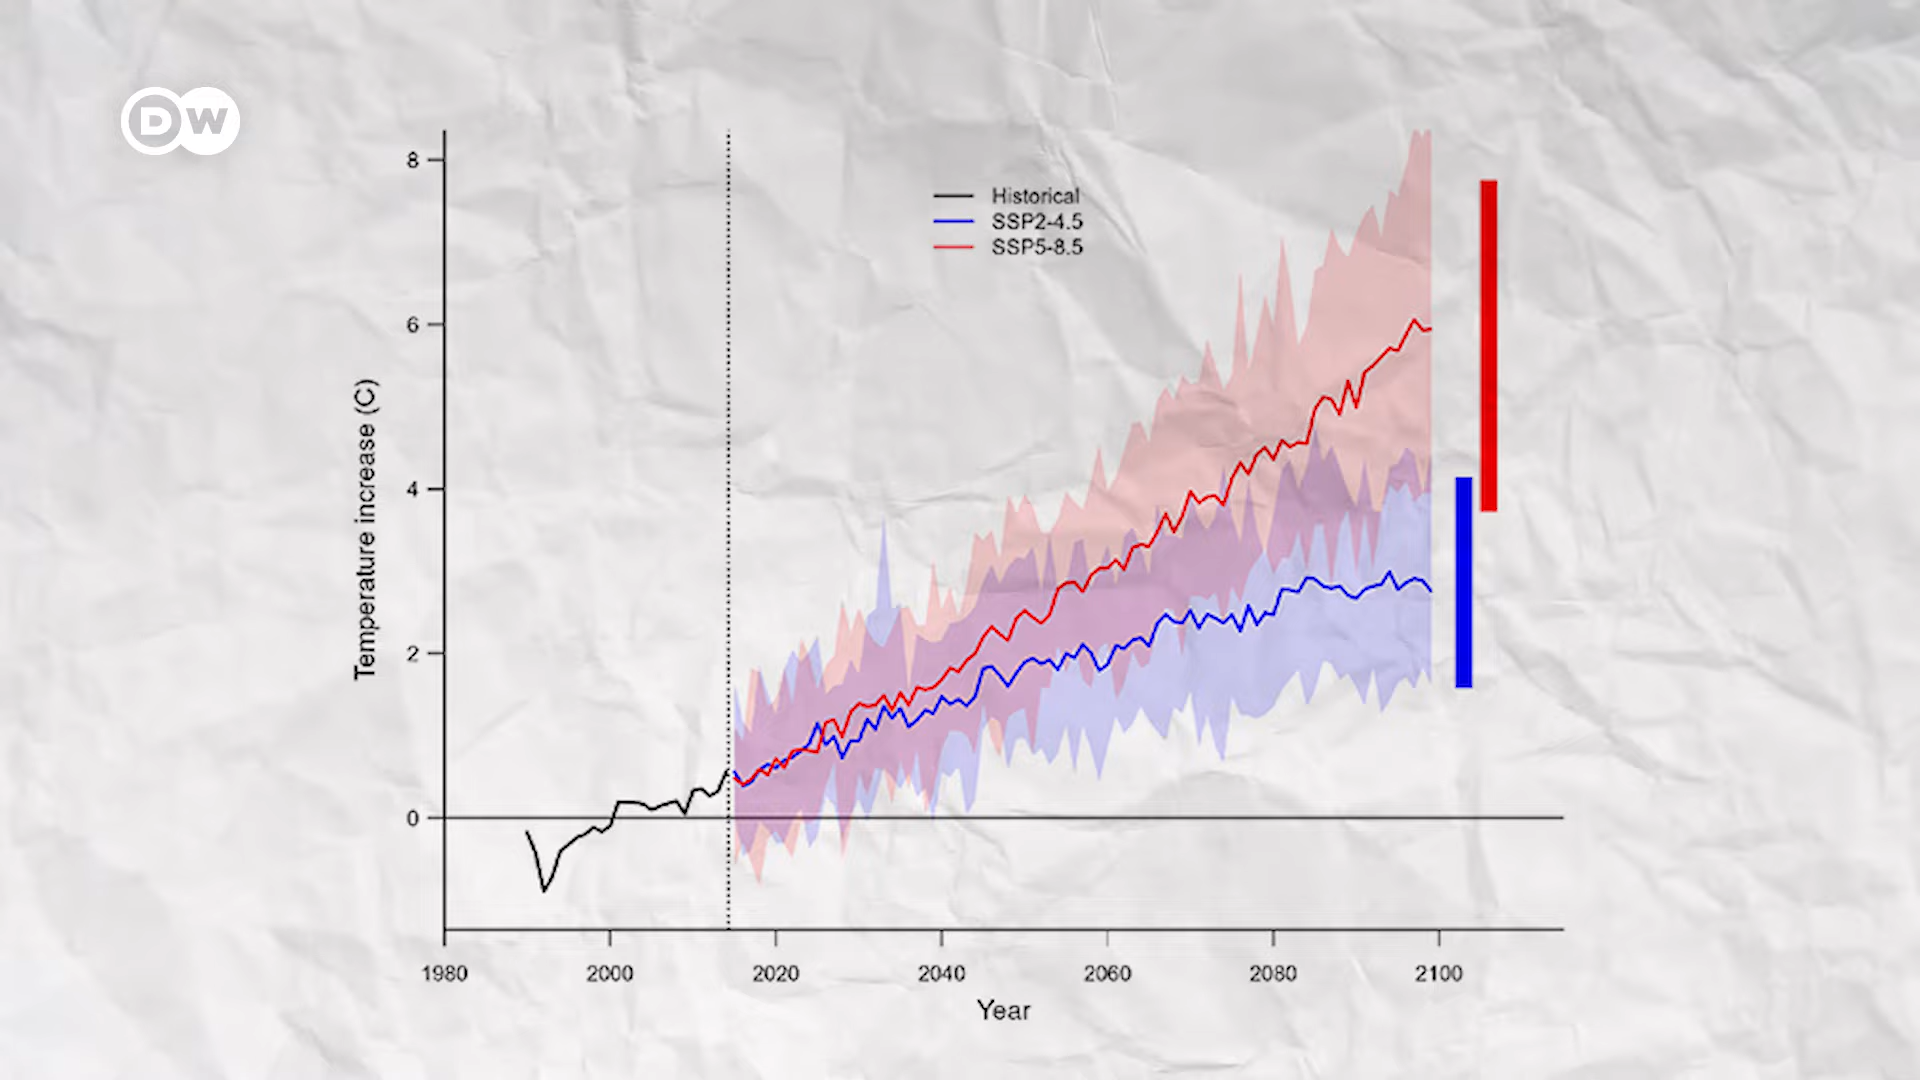 DW
8
6
4
2
0
Temperature increase (C)
Historical
SSP2-4.5
SSP5-8.5
1980 2000 2020 2040 2060 2080 2100
Year